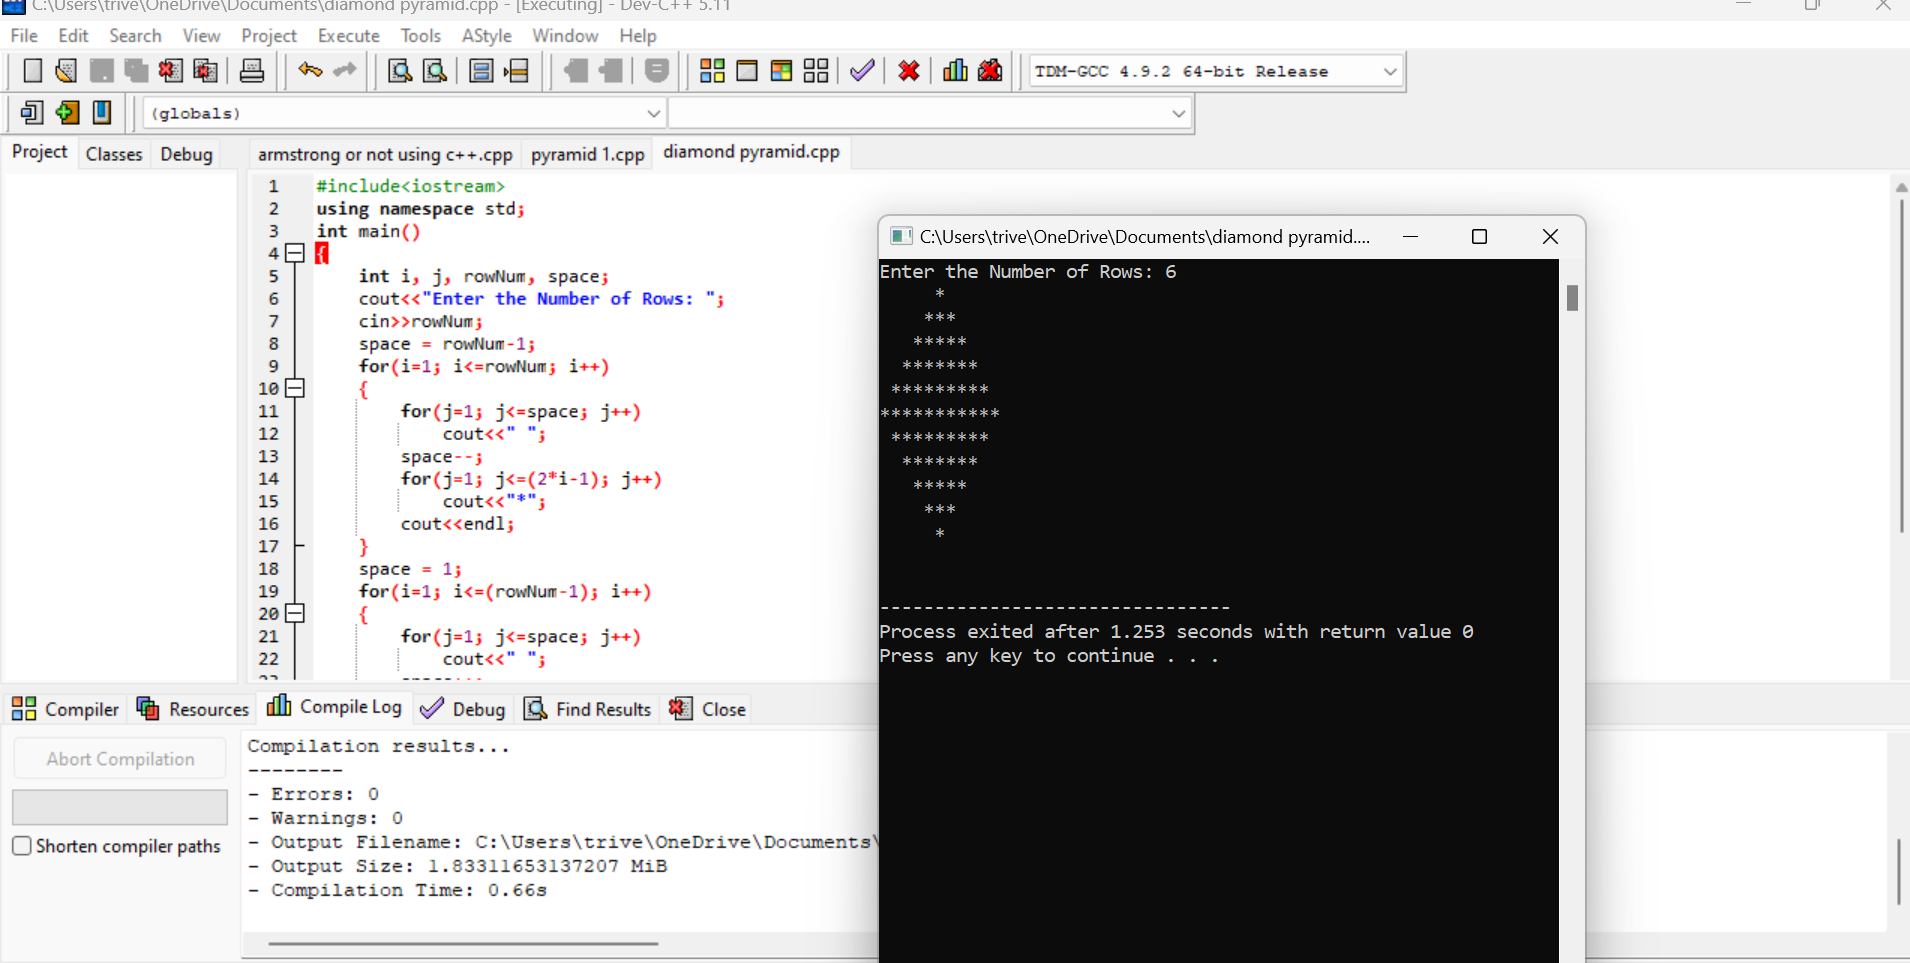 C:\Users\trive\OneDrive\Documents\diamond pyramid.cpp - [Executing] - Dev-C++ 5.11
File Edit Search View Project Execute Tools AStyle Window Help
TDM-GCC 4.9.2 64-bit Release
(globals)
Project Classes Debug
armstrong or not using c++.cpp pyramid 1.cpp diamond pyramid.cpp
1 #include<iostream>
2 using namespace std;
3 int main()
4 {
5 int i, j, rowNum, space;
6 cout<<"Enter the Number of Rows: ";
7 cin>>rowNum;
8 space = rowNum-1;
9 for(i=1; i<=rowNum; i++)
10 {
11 for(j=1; j<=space; j++)
12 cout<<" ";
13 space--;
14 for(j=1; j<=(2*i-1); j++)
15 cout<<"*";
16 cout<<endl;
17 }
18 space = 1;
19 for(i=1; i<=(rowNum-1); i++)
20 {
21 for(j=1; j<=space; j++)
22 cout<<" ";
C:\Users\trive\OneDrive\Documents\diamond pyramid....
Enter the Number of Rows: 6
     *
    ***
   *****
  *******
 *********
***********
 *********
  *******
   *****
    ***
     *
--------------------------------
Process exited after 1.253 seconds with return value 0
Press any key to continue . . .
Compiler Resources Compile Log Debug Find Results Close
Abort Compilation
Shorten compiler paths
Compilation results...
--------
- Errors: 0
- Warnings: 0
- Output Filename: C:\Users\trive\OneDrive\Documents\
- Output Size: 1.83311653137207 MiB
- Compilation Time: 0.66s